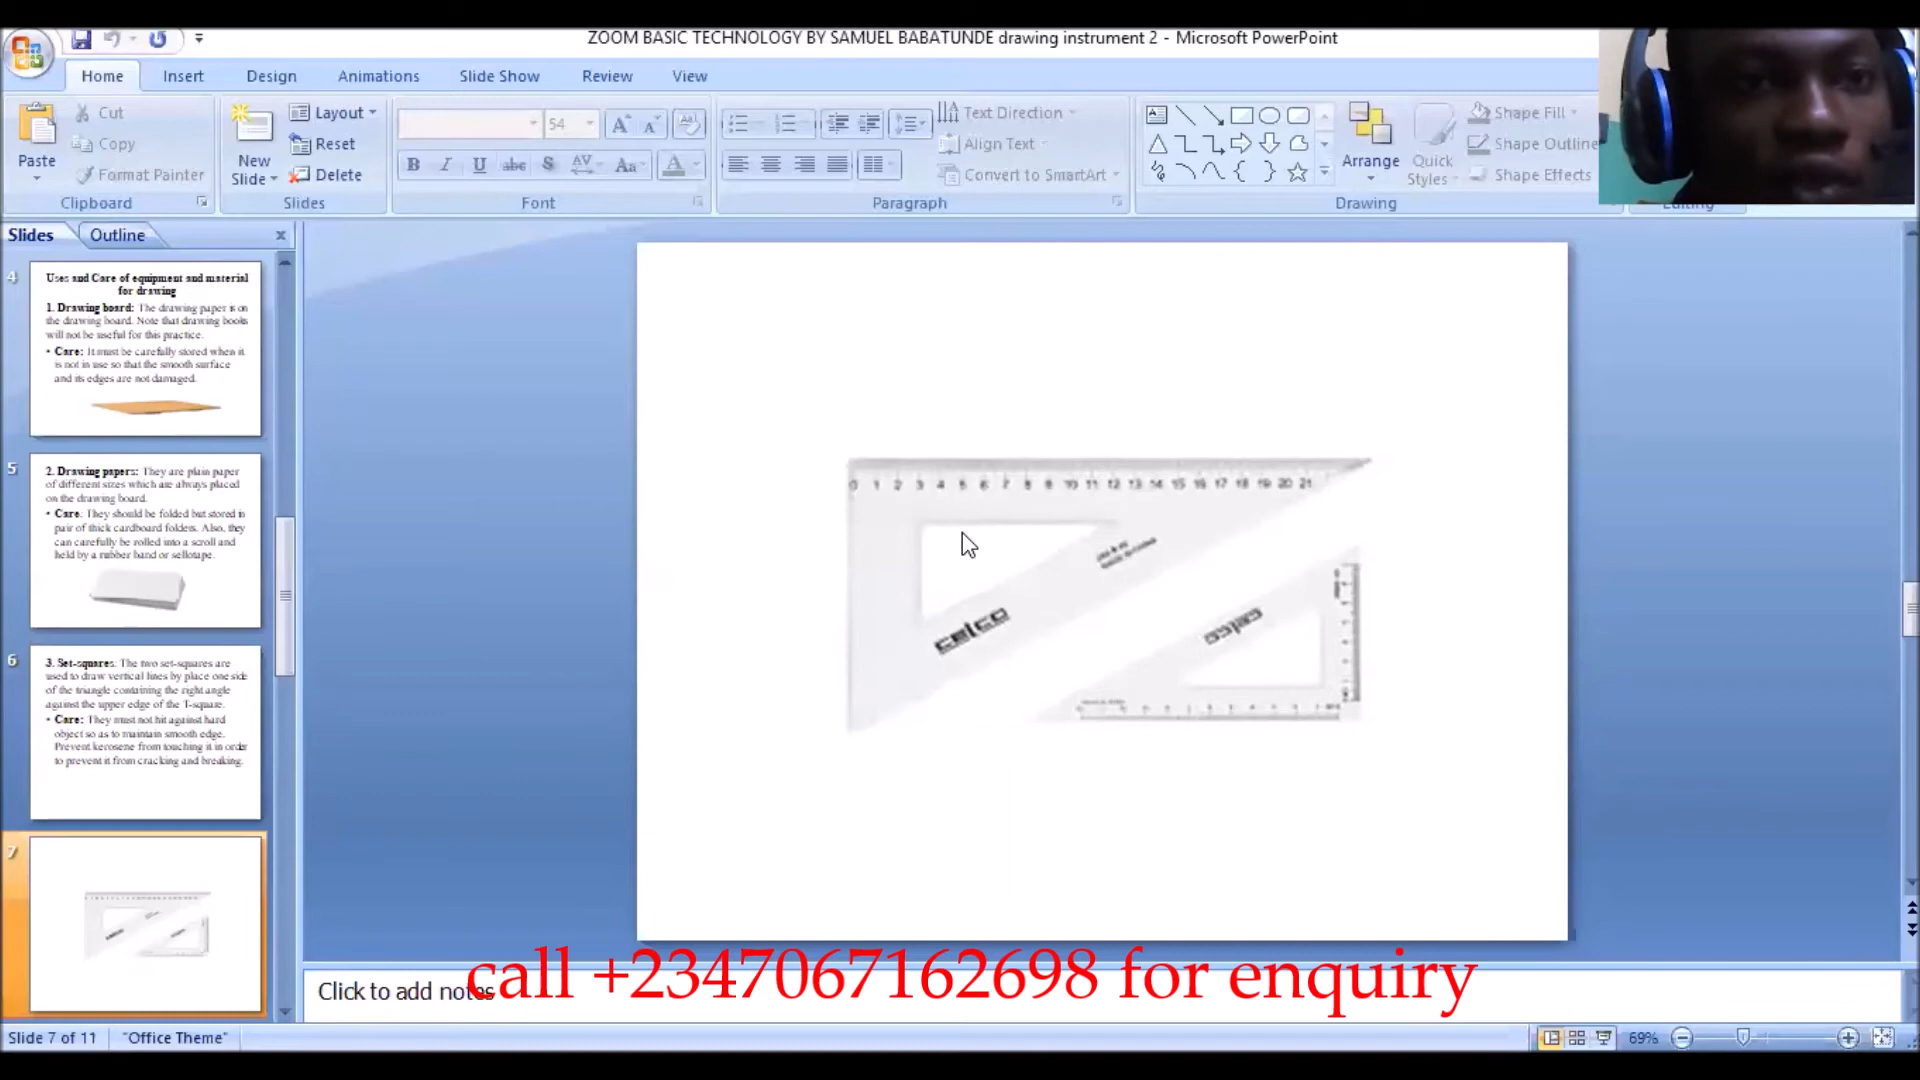 ZOOM BASIC TECHNOLOGY BY SAMUEL BABATUNDE drawing instrument 2 - Microsoft PowerPoint
Home Insert Design Animations Slide Show Review View
Paste
Cut
Copy
Format Painter
Clipboard
New Slide
Layout
Reset
Delete
Slides
54
Font
Text Direction
Align Text
Convert to SmartArt
Paragraph
Arrange
Quick Styles
Shape Fill
Shape Outline
Shape Effects
Drawing
Slides Outline
4
Uses and Care of equipment and material
for drawing
1. Drawing board: The drawing paper is on
the drawing board. Note that drawing books
will not be useful for this practice.
• Care: It must be carefully stored when it
is not in use so that the smooth surface
and its edges are not damaged.
5
2. Drawing papers: They are plain paper
of different sizes which are always placed
on the drawing board.
• Care: They should be folded but stored in
pair of thick cardboard folders. Also, they
can carefully be rolled into a scroll and
held by a rubber band or sellotape.
6
3. Set-squares. The two set-squares are
used to draw vertical lines by place one side
of the triangle containing the right angle
against the upper edge of the T-square.
• Care: They must not hit against hard
object so as to maintain smooth edge.
Prevent kerosene from touching it in order
to prevent it from cracking and breaking.
7
0 1 2 3 4 5 6 7 8 9 10 11 12 13 14 15 16 17 18 19 20 21
celco
celco
Click to add notes
call +2347067162698 for enquiry
Slide 7 of 11 "Office Theme" 69%